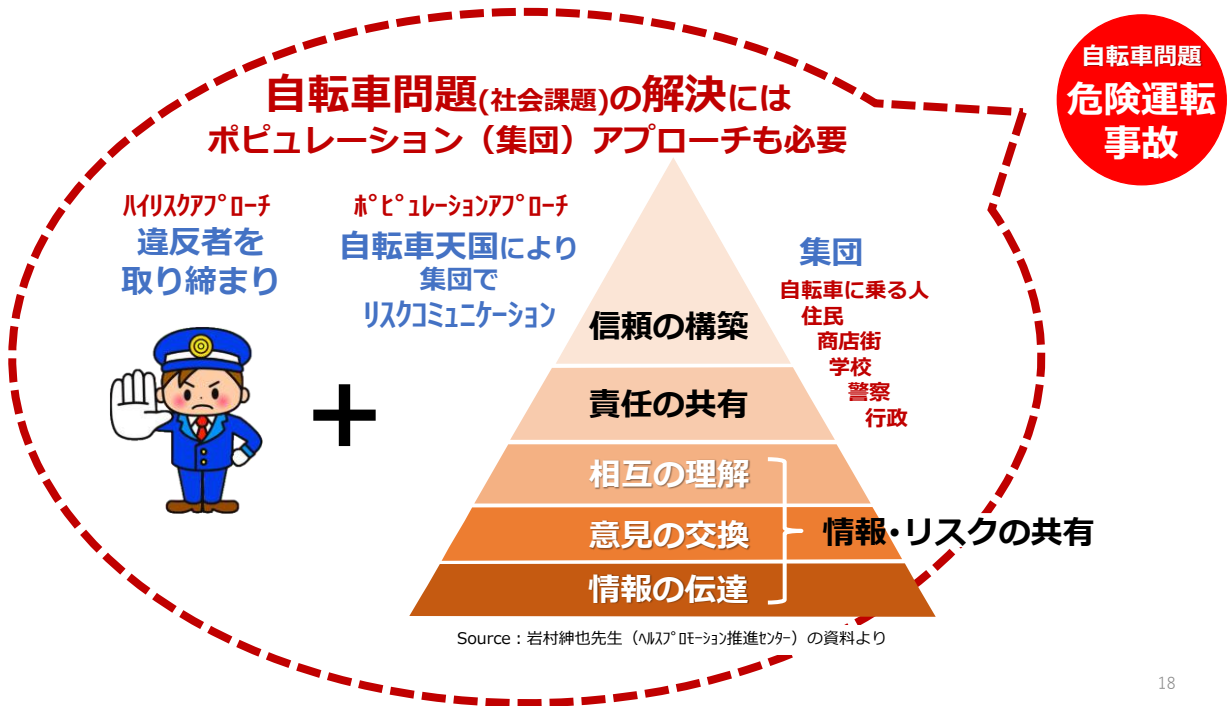 自転車問題
危険運転
事故
自転車問題(社会課題)の解決には
ポピュレーション（集団）アプローチも必要
ﾊｲﾘｽｸｱﾌﾟﾛｰﾁ
違反者を
取り締まり
ﾎﾟﾋﾟｭﾚｰｼｮﾝｱﾌﾟﾛｰﾁ
自転車天国により
集団で
ﾘｽｸｺﾐｭﾆｹｰｼｮﾝ
+
信頼の構築
責任の共有
相互の理解
意見の交換
情報の伝達
集団
自転車に乗る人
住民
商店街
学校
警察
行政
情報・リスクの共有
Source：岩村紳也先生（ﾍﾙｽﾌﾟﾛﾓｰｼｮﾝ推進ｾﾝﾀｰ）の資料より
18